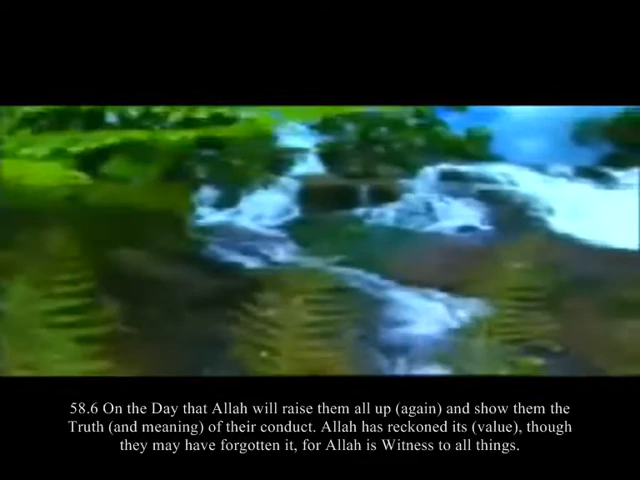 58.6 On the Day that Allah will raise them all up (again) and show them the
Truth (and meaning) of their conduct. Allah has reckoned its (value), though
they may have forgotten it, for Allah is Witness to all things.